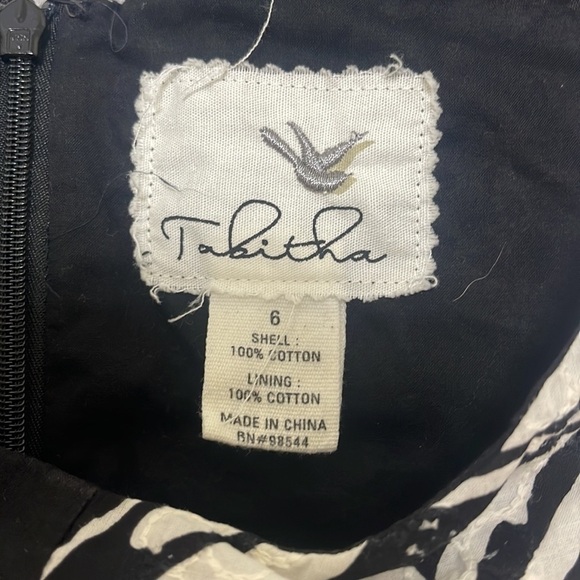 Tabitha
6
SHELL :
100% COTTON
LINING :
100% COTTON
MADE IN CHINA
RN#98544